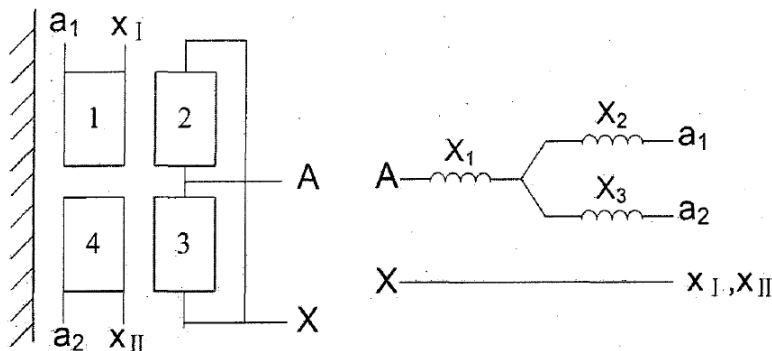 a₁ xⅠ
1 2
A
4 3
X
a₂ xⅡ
X₁ X₂ a₁
A
X₃ a₂
X xⅠ,xⅡ